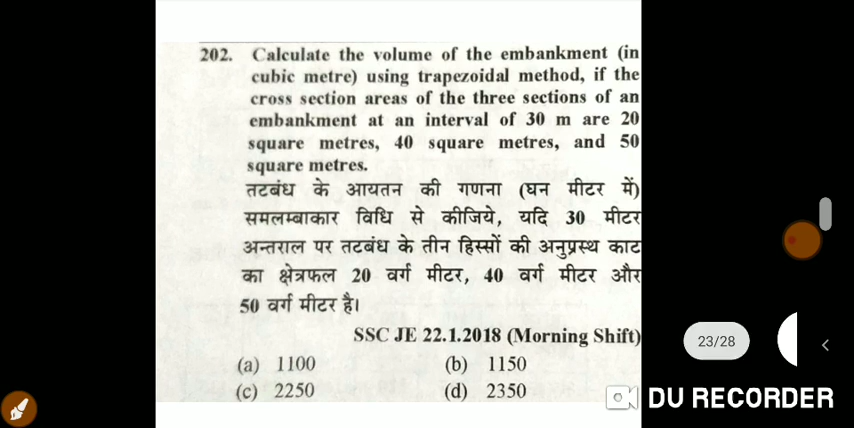 202. Calculate the volume of the embankment (in
cubic metre) using trapezoidal method, if the
cross section areas of the three sections of an
embankment at an interval of 30 m are 20
square metres, 40 square metres, and 50
square metres.
तटबंध के आयतन की गणना (घन मीटर में)
समलम्बाकार विधि से कीजिये, यदि 30 मीटर
अन्तराल पर तटबंध के तीन हिस्सों की अनुप्रस्थ काट
का क्षेत्रफल 20 वर्ग मीटर, 40 वर्ग मीटर और
50 वर्ग मीटर है।
SSC JE 22.1.2018 (Morning Shift)
(a) 1100 (b) 1150
(c) 2250 (d) 2350
23/28
DU RECORDER